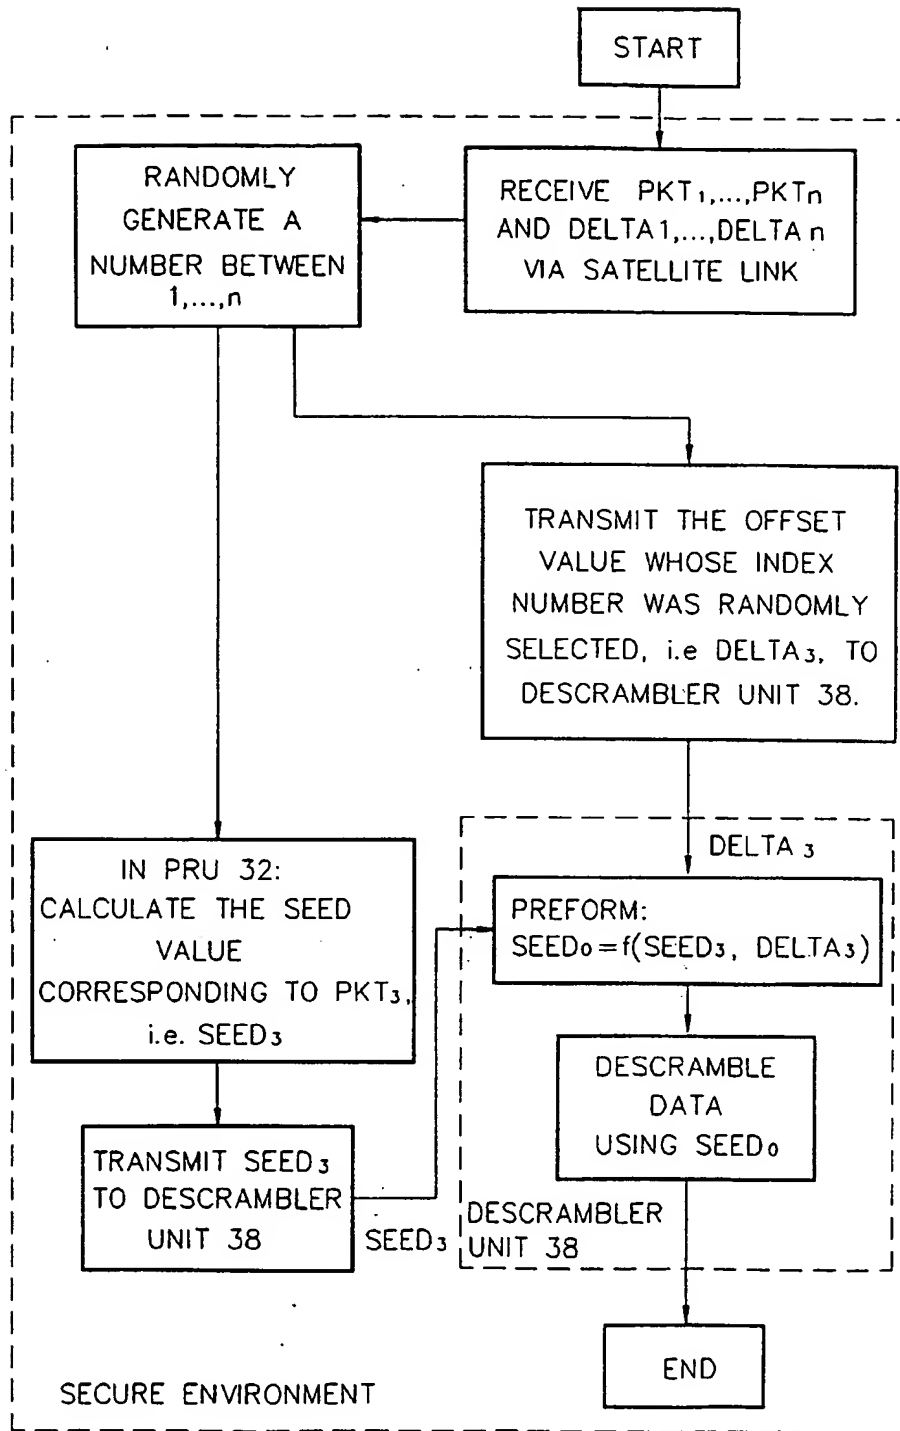 START
RECEIVE PKT₁,...,PKTₙ
AND DELTA1,...,DELTA n
VIA SATELLITE LINK
RANDOMLY
GENERATE A
NUMBER BETWEEN
1,...,n
TRANSMIT THE OFFSET
VALUE WHOSE INDEX
NUMBER WAS RANDOMLY
SELECTED, i.e DELTA₃, TO
DESCRAMBLER UNIT 38.
IN PRU 32:
CALCULATE THE SEED
VALUE
CORRESPONDING TO PKT₃,
i.e. SEED₃
TRANSMIT SEED₃
TO DESCRAMBLER
UNIT 38
SEED₃
DELTA ₃
PREFORM:
SEED₀=f(SEED₃, DELTA₃)
DESCRAMBLE
DATA
USING SEED₀
DESCRAMBLER
UNIT 38
END
SECURE ENVIRONMENT